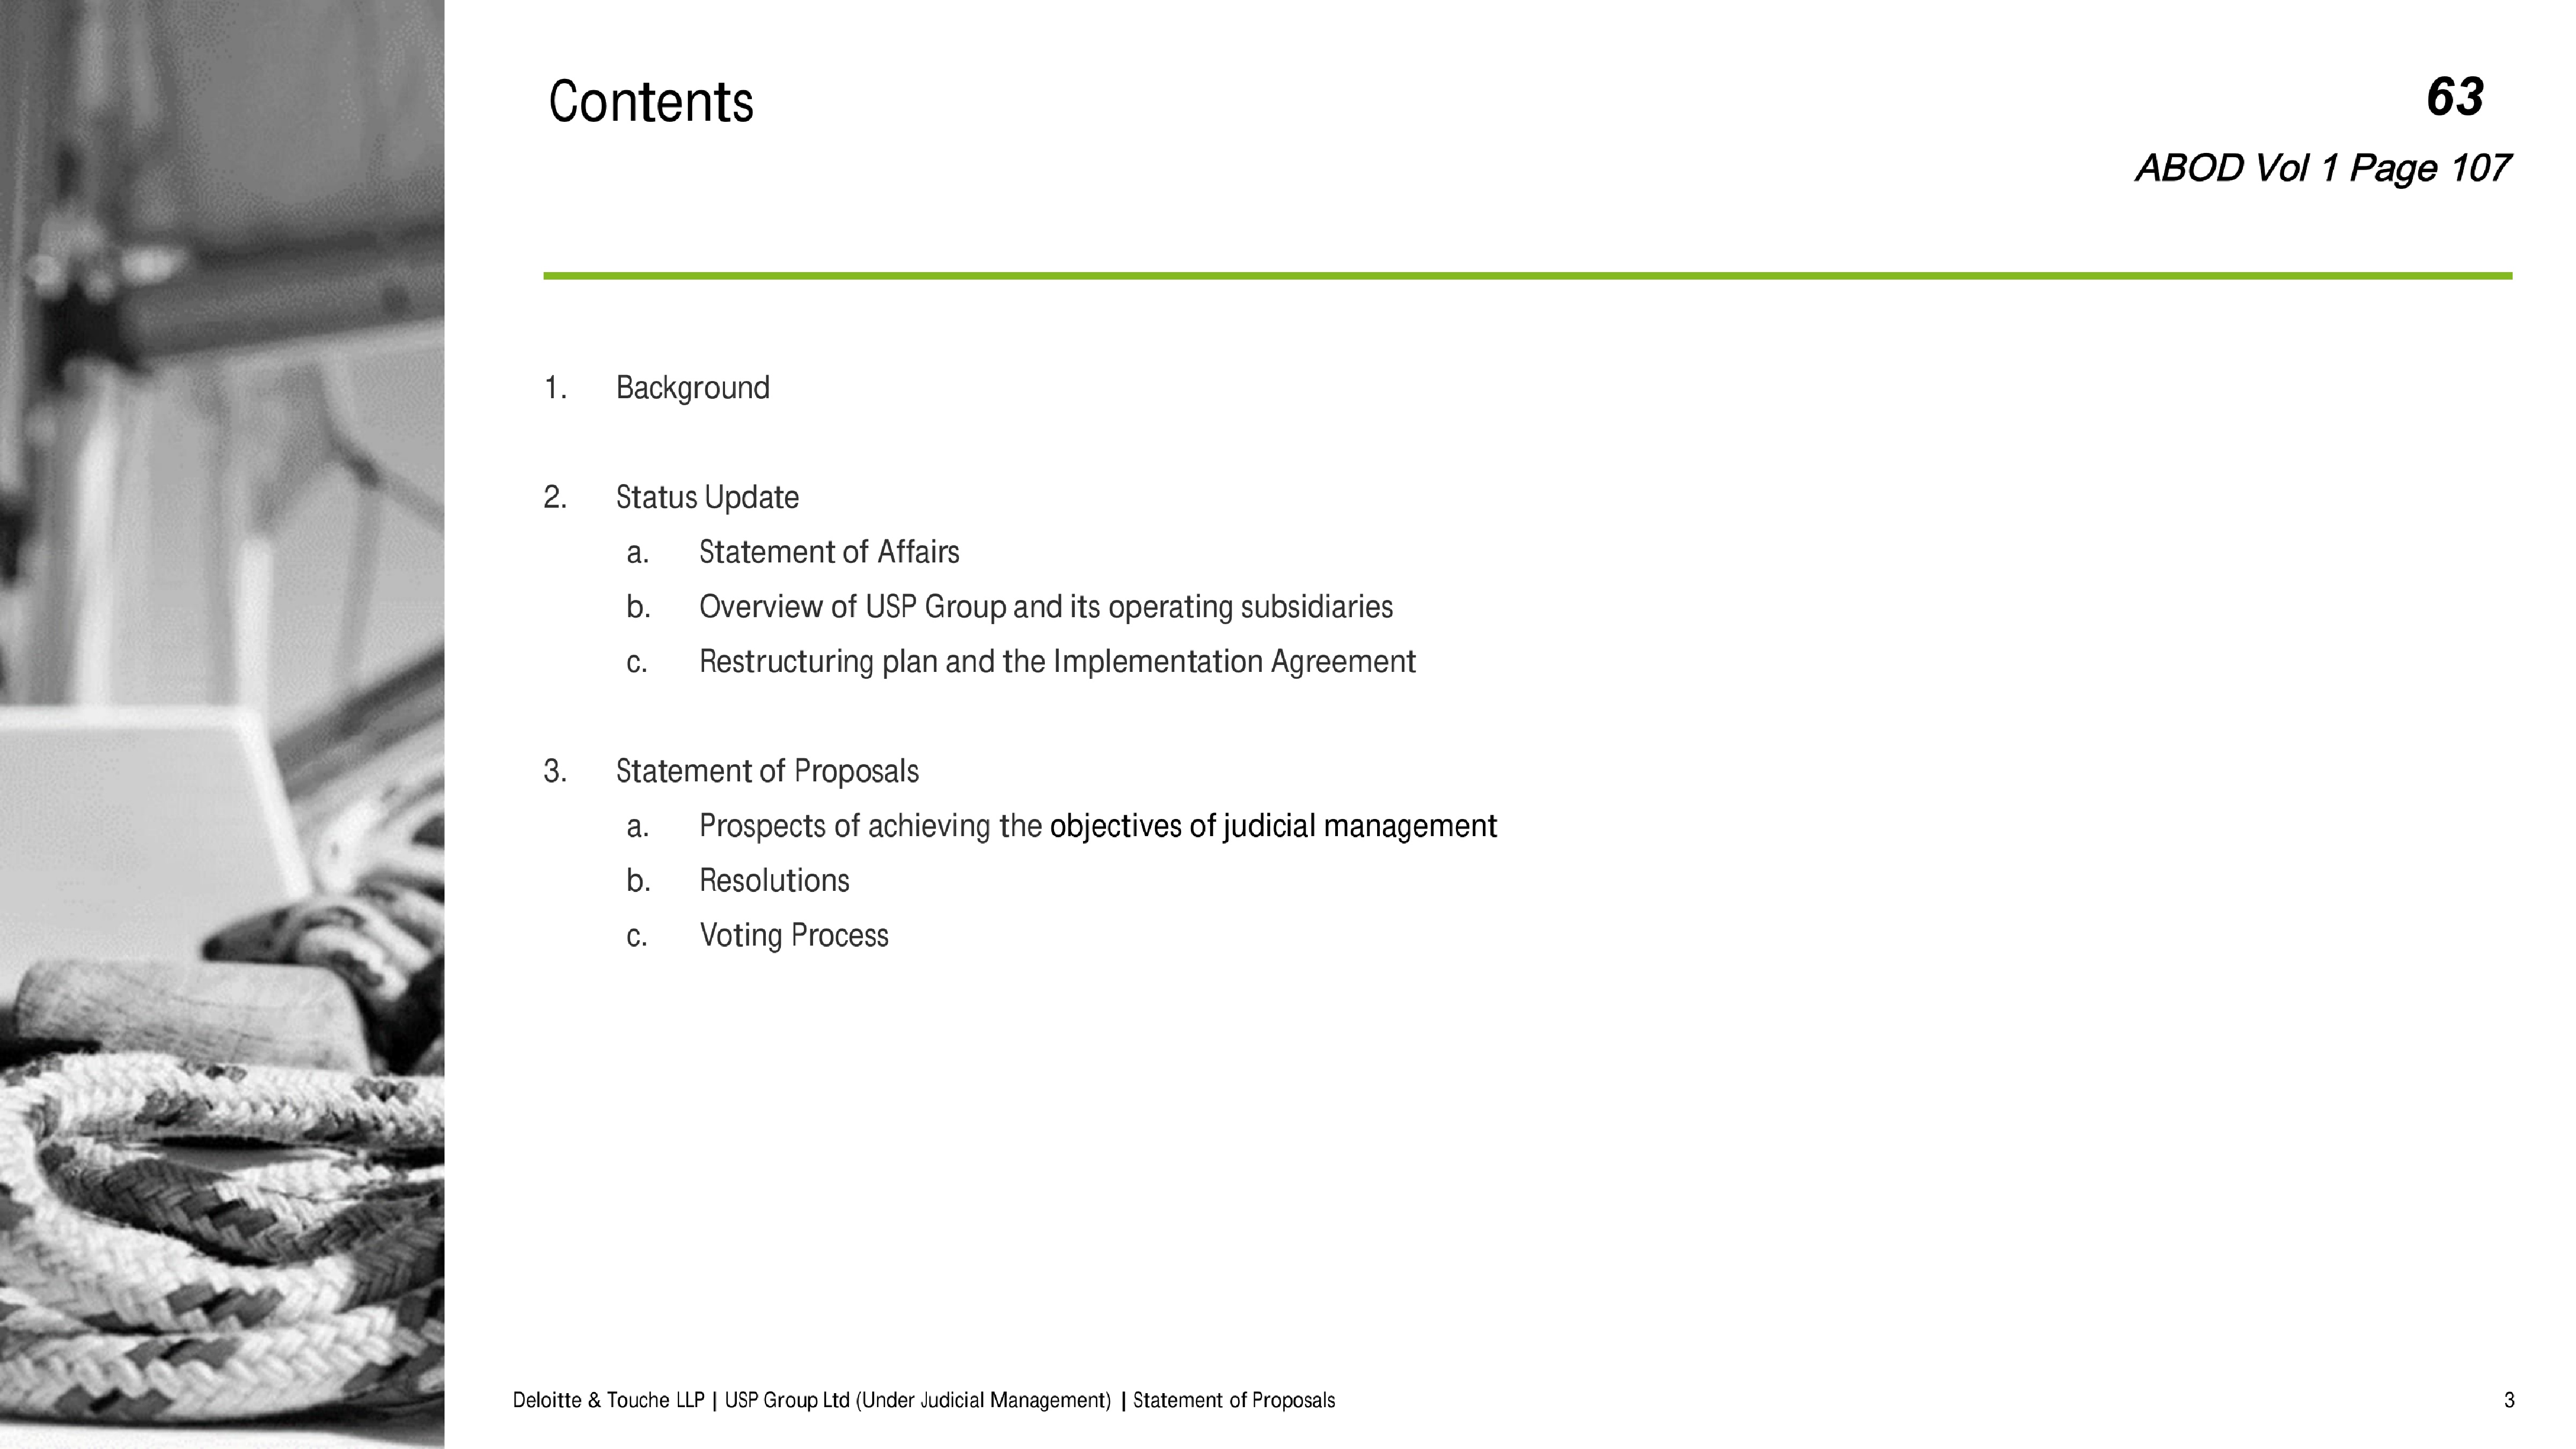 Contents
63
ABOD Vol 1 Page 107
1. Background
2. Status Update
a. Statement of Affairs
b. Overview of USP Group and its operating subsidiaries
c. Restructuring plan and the Implementation Agreement
3. Statement of Proposals
a. Prospects of achieving the objectives of judicial management
b. Resolutions
c. Voting Process
Deloitte & Touche LLP | USP Group Ltd (Under Judicial Management) | Statement of Proposals
3